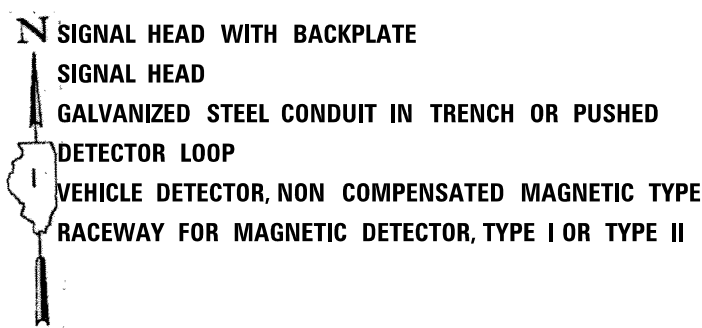 N
SIGNAL HEAD WITH BACKPLATE
SIGNAL HEAD
GALVANIZED STEEL CONDUIT IN TRENCH OR PUSHED
DETECTOR LOOP
VEHICLE DETECTOR, NON COMPENSATED MAGNETIC TYPE
RACEWAY FOR MAGNETIC DETECTOR, TYPE I OR TYPE II